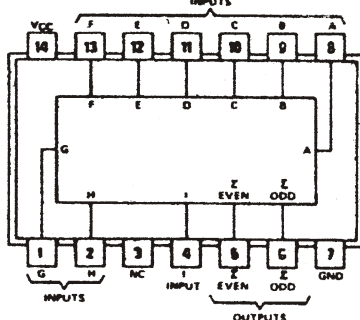 INPUTS
VCC F E D C B A
14 13 12 11 10 9 8
F E D C B
G A
H I Σ EVEN Σ ODD
1 2 3 4 5 6 7
G H NC I INPUT Σ EVEN Σ ODD GND
INPUTS OUTPUTS